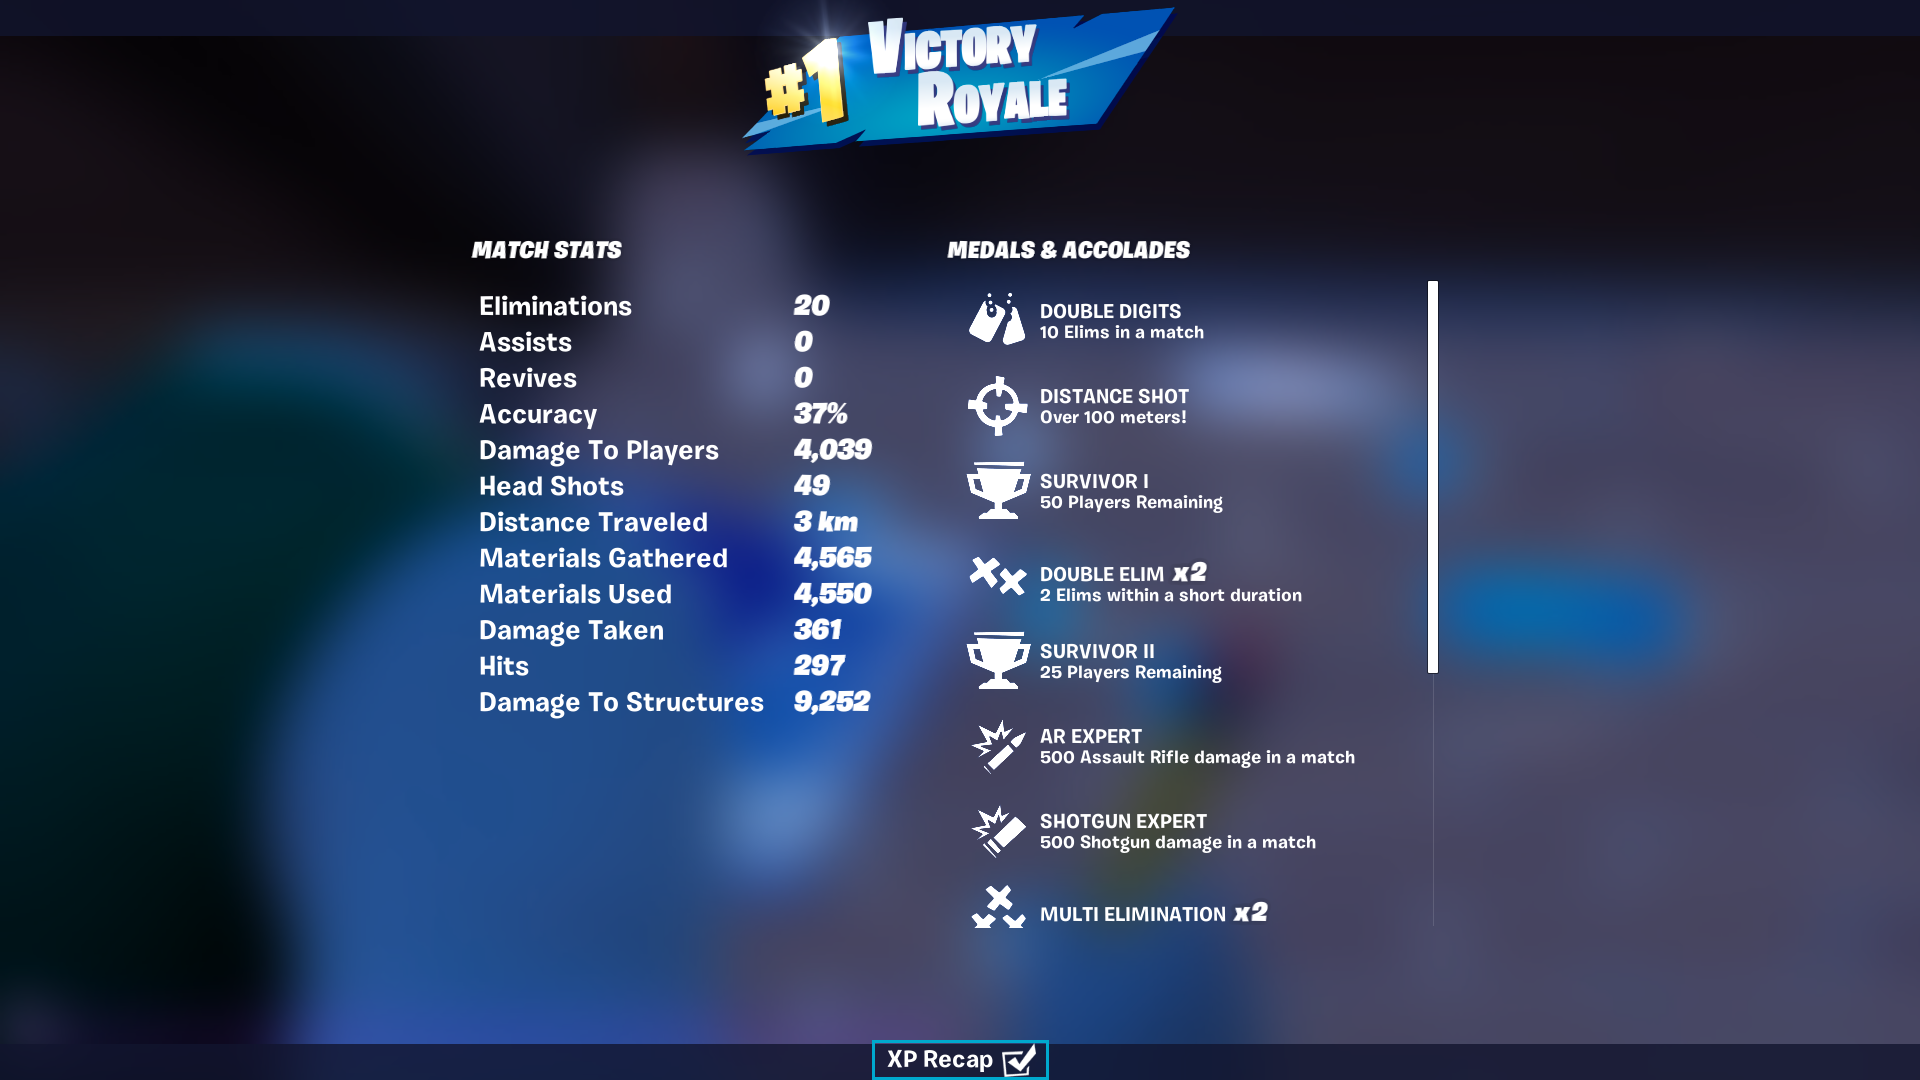 #1 VICTORY
ROYALE
MATCH STATS
Eliminations 20
Assists 0
Revives 0
Accuracy 37%
Damage To Players 4,039
Head Shots 49
Distance Traveled 3 km
Materials Gathered 4,565
Materials Used 4,550
Damage Taken 361
Hits 297
Damage To Structures 9,252
MEDALS & ACCOLADES
DOUBLE DIGITS
10 Elims in a match
DISTANCE SHOT
Over 100 meters!
SURVIVOR I
50 Players Remaining
DOUBLE ELIM x2
2 Elims within a short duration
SURVIVOR II
25 Players Remaining
AR EXPERT
500 Assault Rifle damage in a match
SHOTGUN EXPERT
500 Shotgun damage in a match
MULTI ELIMINATION x2
XP Recap